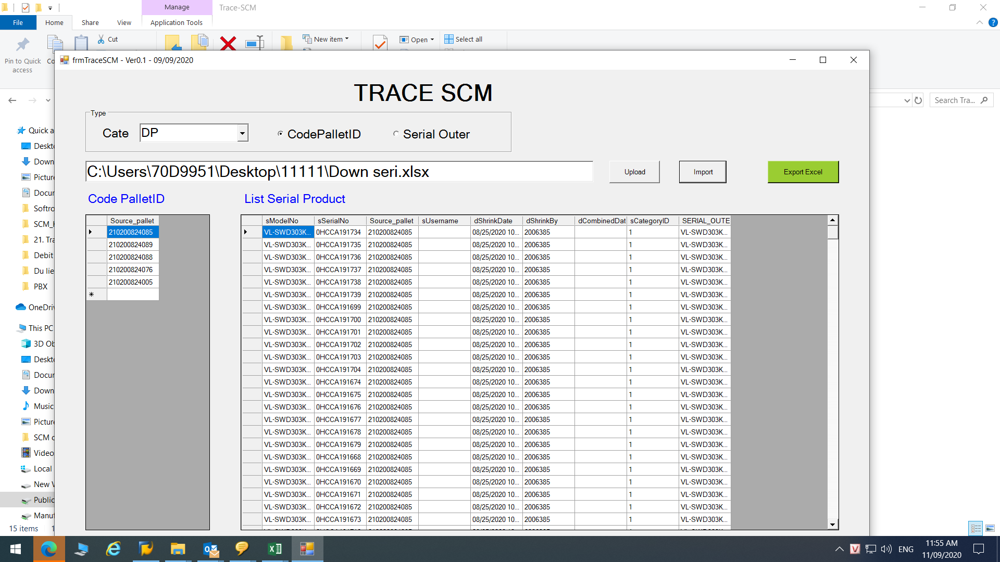 Manage
Trace-SCM
File
Home
Share
View
Application Tools
Cut
New item
Open
Select all
Pin to Quick access
frmTraceSCM - Ver0.1 - 09/09/2020
Search Tra...
TRACE SCM
Type
Cate
DP
CodePalletID
Serial Outer
C:\Users\70D9951\Desktop\11111\Down seri.xlsx
Upload
Import
Export Excel
Code PalletID
List Serial Product
Source_pallet
210200824085
210200824089
210200824088
210200824076
210200824005
sModelNo sSerialNo Source_pallet sUsername dShrinkDate dShrinkBy dCombinedDat sCategoryID SERIAL_OUTE
VL-SWD303K... 0HCCA191734 210200824085 08/25/2020 10... 2006385 1 VL-SWD303K...
VL-SWD303K... 0HCCA191735 210200824085 08/25/2020 10... 2006385 1 VL-SWD303K...
VL-SWD303K... 0HCCA191736 210200824085 08/25/2020 10... 2006385 1 VL-SWD303K...
VL-SWD303K... 0HCCA191737 210200824085 08/25/2020 10... 2006385 1 VL-SWD303K...
VL-SWD303K... 0HCCA191738 210200824085 08/25/2020 10... 2006385 1 VL-SWD303K...
VL-SWD303K... 0HCCA191739 210200824085 08/25/2020 10... 2006385 1 VL-SWD303K...
VL-SWD303K... 0HCCA191699 210200824085 08/25/2020 10... 2006385 1 VL-SWD303K...
VL-SWD303K... 0HCCA191700 210200824085 08/25/2020 10... 2006385 1 VL-SWD303K...
VL-SWD303K... 0HCCA191701 210200824085 08/25/2020 10... 2006385 1 VL-SWD303K...
VL-SWD303K... 0HCCA191702 210200824085 08/25/2020 10... 2006385 1 VL-SWD303K...
VL-SWD303K... 0HCCA191703 210200824085 08/25/2020 10... 2006385 1 VL-SWD303K...
VL-SWD303K... 0HCCA191704 210200824085 08/25/2020 10... 2006385 1 VL-SWD303K...
VL-SWD303K... 0HCCA191674 210200824085 08/25/2020 10... 2006385 1 VL-SWD303K...
VL-SWD303K... 0HCCA191675 210200824085 08/25/2020 10... 2006385 1 VL-SWD303K...
VL-SWD303K... 0HCCA191676 210200824085 08/25/2020 10... 2006385 1 VL-SWD303K...
VL-SWD303K... 0HCCA191677 210200824085 08/25/2020 10... 2006385 1 VL-SWD303K...
VL-SWD303K... 0HCCA191678 210200824085 08/25/2020 10... 2006385 1 VL-SWD303K...
VL-SWD303K... 0HCCA191679 210200824085 08/25/2020 10... 2006385 1 VL-SWD303K...
VL-SWD303K... 0HCCA191668 210200824085 08/25/2020 10... 2006385 1 VL-SWD303K...
VL-SWD303K... 0HCCA191669 210200824085 08/25/2020 10... 2006385 1 VL-SWD303K...
VL-SWD303K... 0HCCA191670 210200824085 08/25/2020 10... 2006385 1 VL-SWD303K...
VL-SWD303K... 0HCCA191671 210200824085 08/25/2020 10... 2006385 1 VL-SWD303K...
VL-SWD303K... 0HCCA191672 210200824085 08/25/2020 10... 2006385 1 VL-SWD303K...
VL-SWD303K... 0HCCA191673 210200824085 08/25/2020 10... 2006385 1 VL-SWD303K...
Quick a
Deskt
Down
Picture
Docur
Softro
SCM_
21. Tra
Debit
Du lie
PBX
OneDriv
This PC
3D Ob
Deskt
Docur
Down
Music
Picture
SCM c
Video
Local
New V
Public
Manuf
15 items
ENG
11:55 AM
11/09/2020